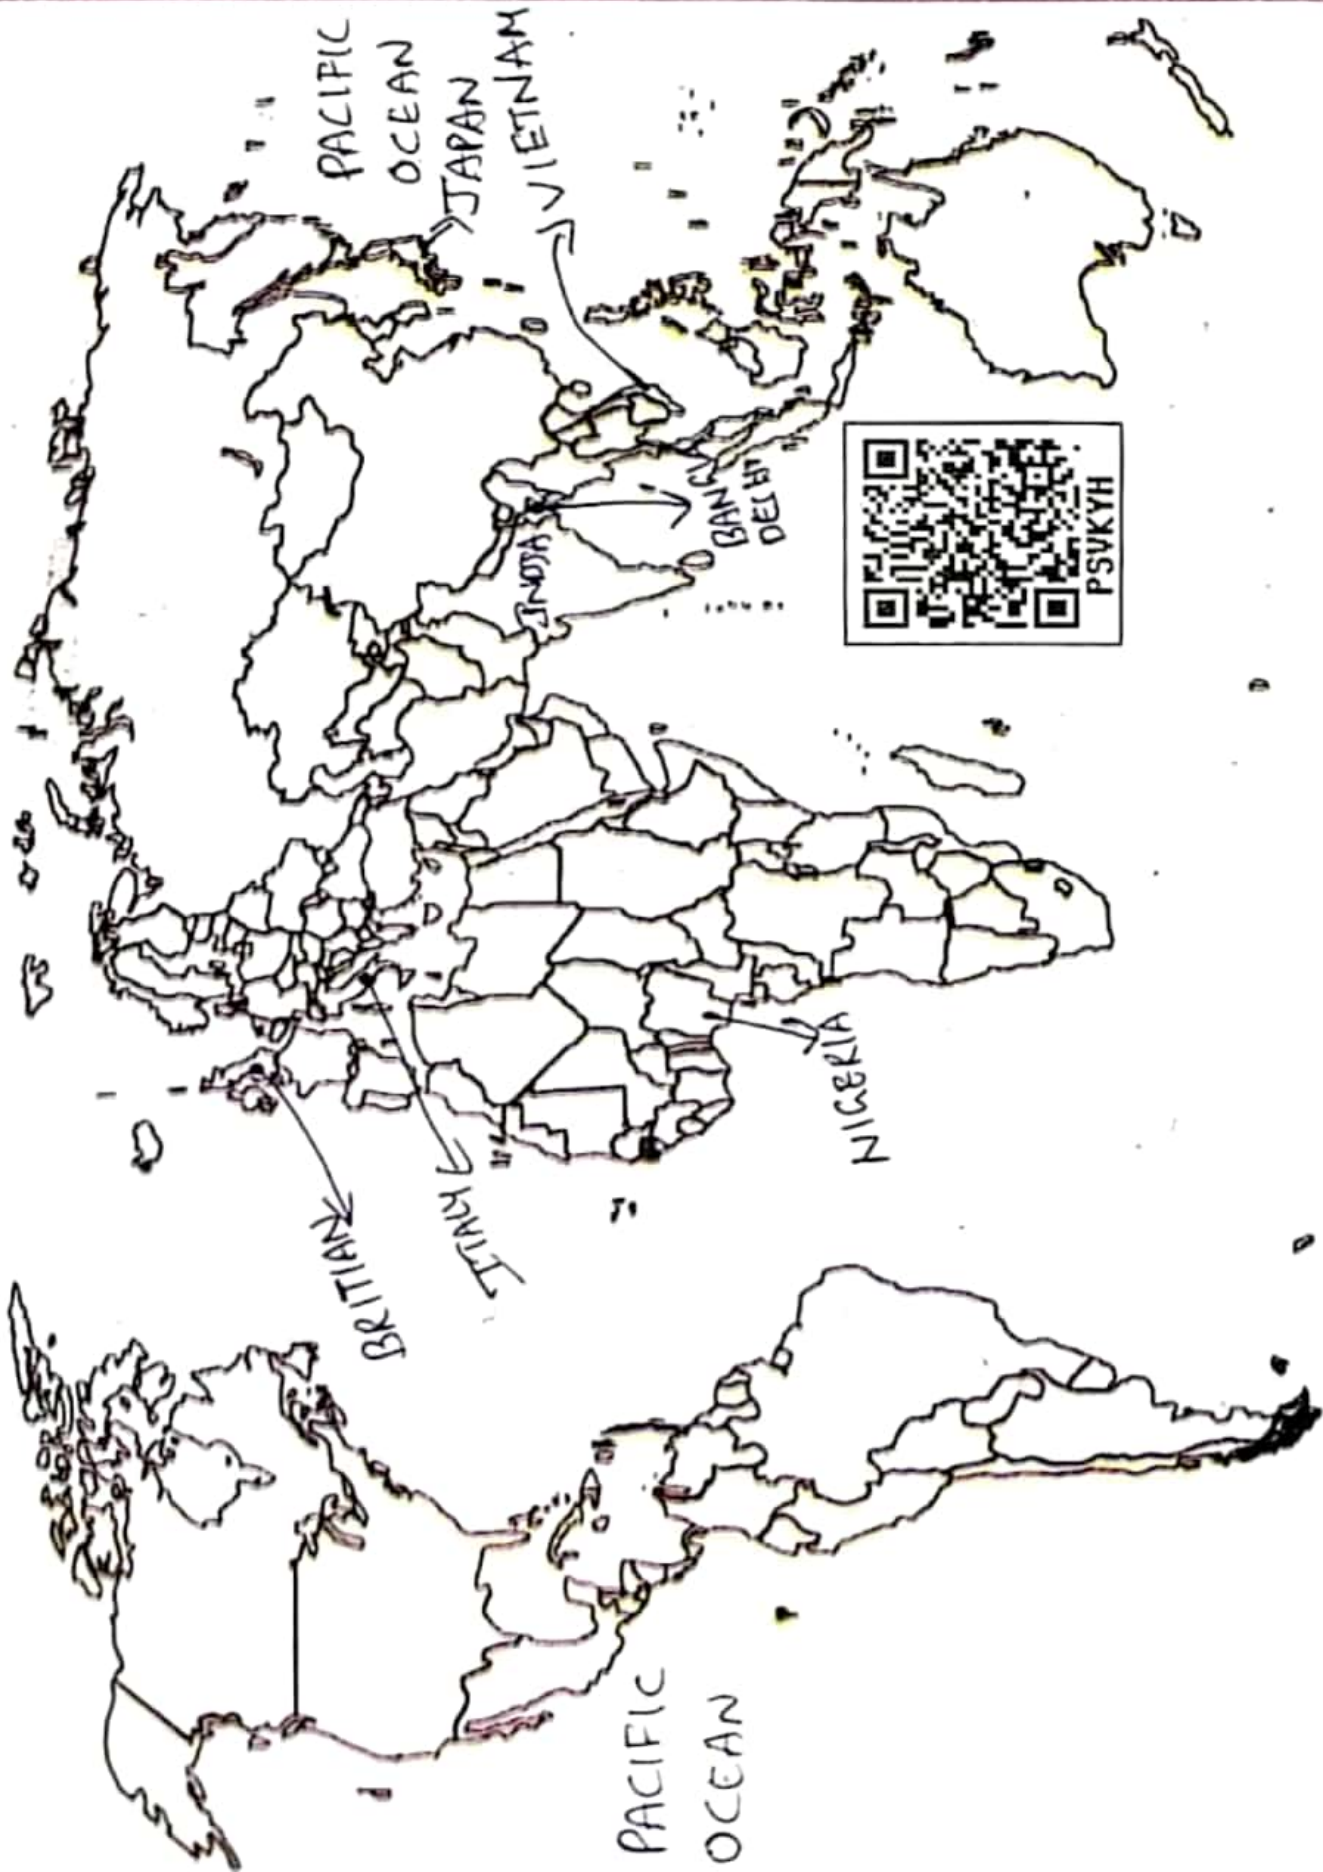 PACIFIC
OCEAN
JAPAN
VIETNAM
INDIA
BANG
DELHI
PSVKYH
BRITIAN
ITALY
NIGERIA
PACIFIC
OCEAN